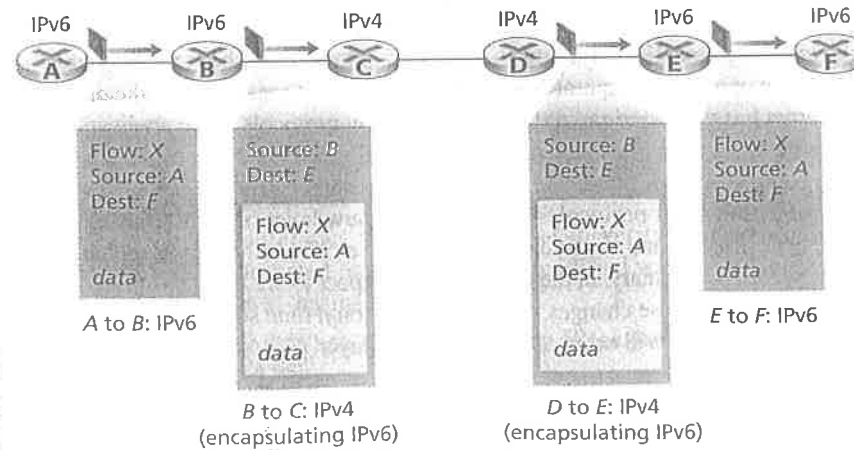 IPv6 IPv6 IPv4 IPv4 IPv6 IPv6
A B C D E F
Flow: X
Source: A
Dest: F
data
A to B: IPv6
Source: B
Dest: E
Flow: X
Source: A
Dest: F
data
B to C: IPv4
(encapsulating IPv6)
Source: B
Dest: E
Flow: X
Source: A
Dest: F
data
D to E: IPv4
(encapsulating IPv6)
Flow: X
Source: A
Dest: F
data
E to F: IPv6